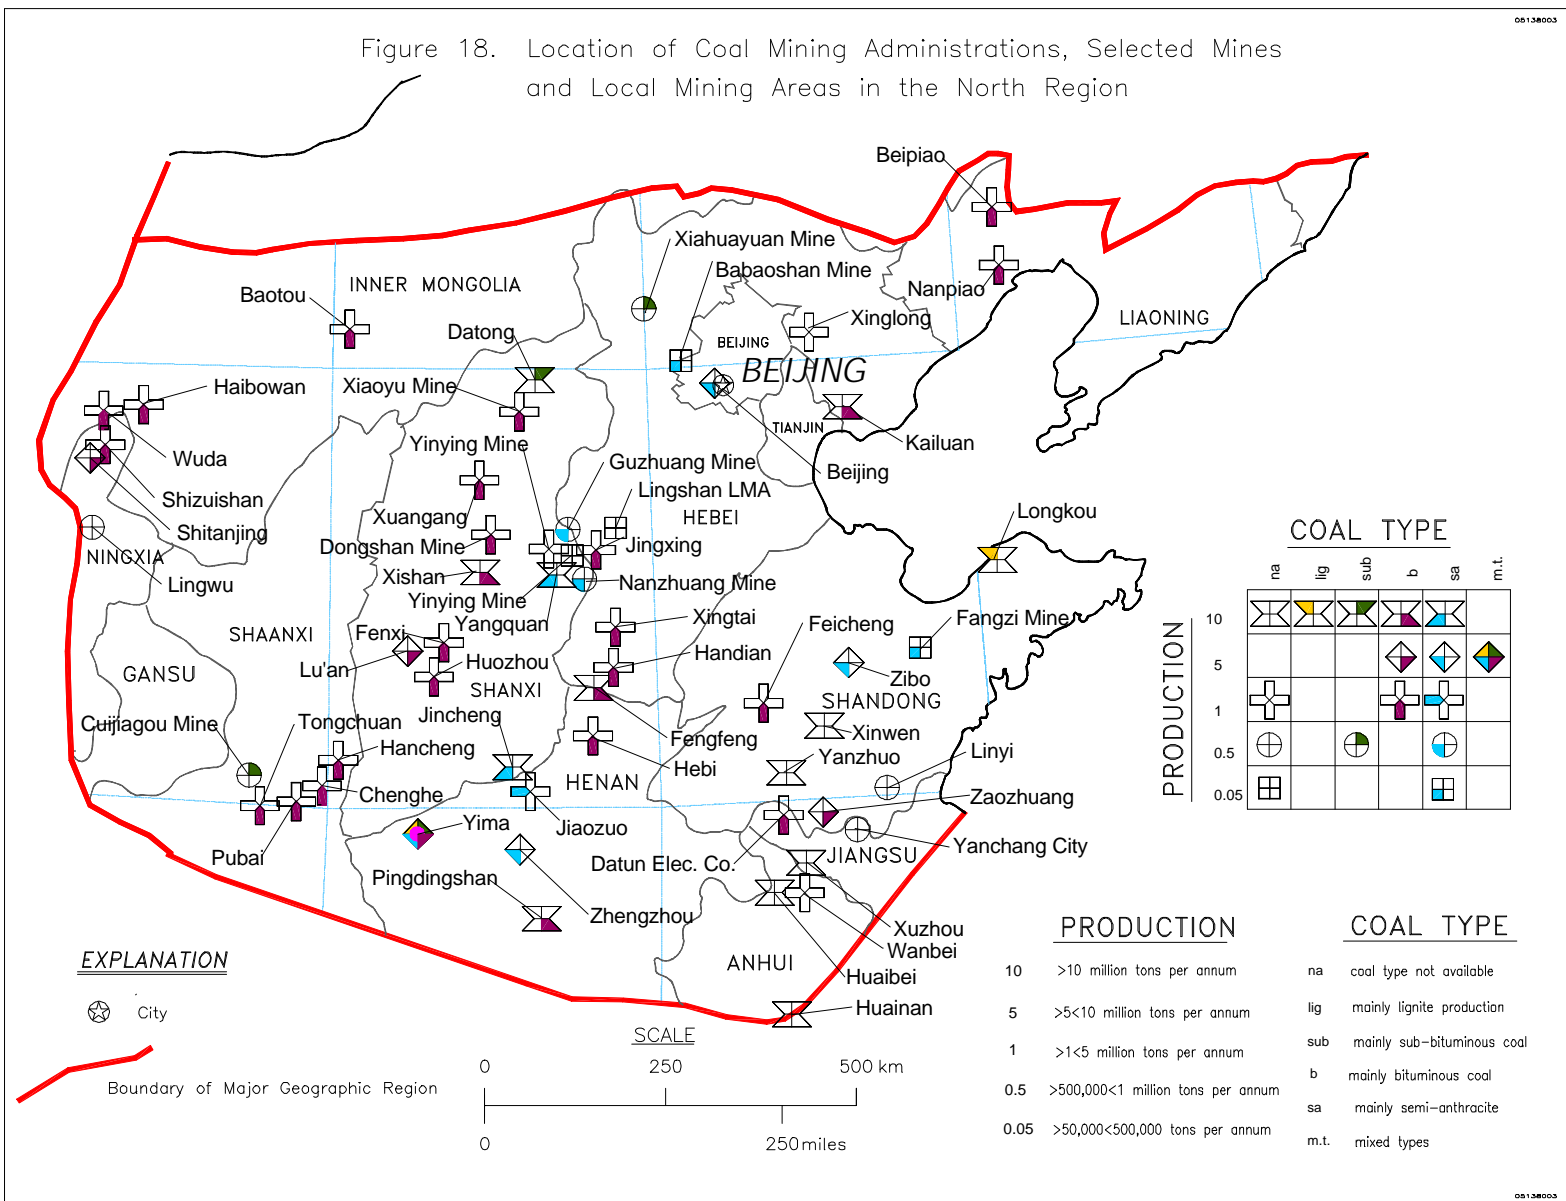 05138003
Figure 18. Location of Coal Mining Administrations, Selected Mines
and Local Mining Areas in the North Region
Beipiao
Xiahuayuan Mine
Babaoshan Mine
Nanpiao
INNER MONGOLIA
Baotou
Xinglong
LIAONING
Datong
BEIJING
BEIJING
Haibowan
Xiaoyu Mine
TIANJIN
Kailuan
Yinying Mine
Wuda
Guzhuang Mine
Beijing
Shizuishan
Lingshan LMA
Xuangang
HEBEI
Longkou
Shitanjing
Dongshan Mine
Jingxing
NINGXIA
Xishan
Nanzhuang Mine
Lingwu
Yinying Mine
Yangquan
Xingtai
Feicheng
Fangzi Mine
SHAANXI
Fenxi
Handian
Lu'an
Huozhou
Zibo
GANSU
SHANXI
SHANDONG
Cuijiagou Mine
Tongchuan
Jincheng
Xinwen
Fengfeng
Hancheng
Yanzhuo
Linyi
Hebi
HENAN
Chenghe
Zaozhuang
Yima
Jiaozuo
Pubai
Yanchang City
Datun Elec. Co.
JIANGSU
Pingdingshan
Zhengzhou
Xuzhou
Wanbei
ANHUI
Huaibei
Huainan
COAL TYPE
na lig sub b sa m.t.
PRODUCTION
10
5
1
0.5
0.05
EXPLANATION
City
Boundary of Major Geographic Region
SCALE
0 250 500 km
0 250miles
PRODUCTION
10 >10 million tons per annum
5 >5<10 million tons per annum
1 >1<5 million tons per annum
0.5 >500,000<1 million tons per annum
0.05 >50,000<500,000 tons per annum
COAL TYPE
na coal type not available
lig mainly lignite production
sub mainly sub-bituminous coal
b mainly bituminous coal
sa mainly semi-anthracite
m.t. mixed types
05138003